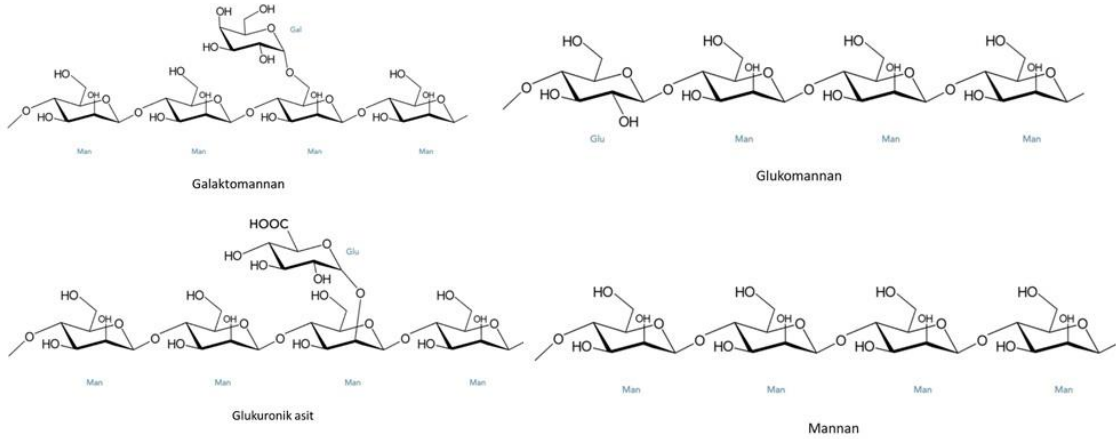 OH OH
O Gal
HO OH
O
HO HO HO
OH O OH O OH O OH O
O HO O HO O HO O HO
Man Man Man Man
Galaktomannan
HO HO HO HO
O OH O OH O OH O
O HO OH O HO O HO O HO
Glu Man Man Man
Glukomannan
HOOC
O Glu
HO HO OH
O
HO HO HO HO
OH O OH O O OH O
O HO O HO O HO O HO
Man Man Man Man
Glukuronik asit
HO HO HO HO
OH O OH O OH O OH O
O HO O HO O HO O HO
Man Man Man Man
Mannan